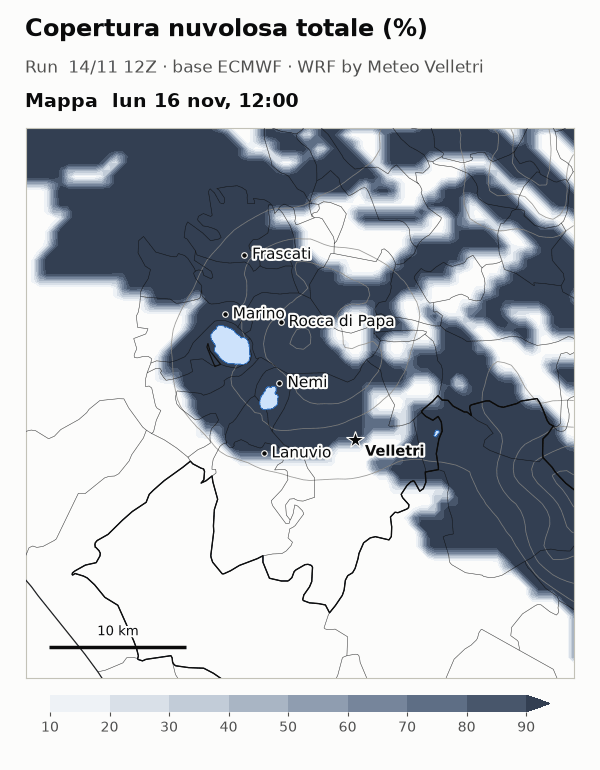 Copertura nuvolosa totale (%)
Run  14/11 12Z · base ECMWF · WRF by Meteo Velletri
Mappa  lun 16 nov, 12:00
Frascati
Marino
Rocca di Papa
Nemi
Velletri
Lanuvio
10 km
10 20 30 40 50 60 70 80 90